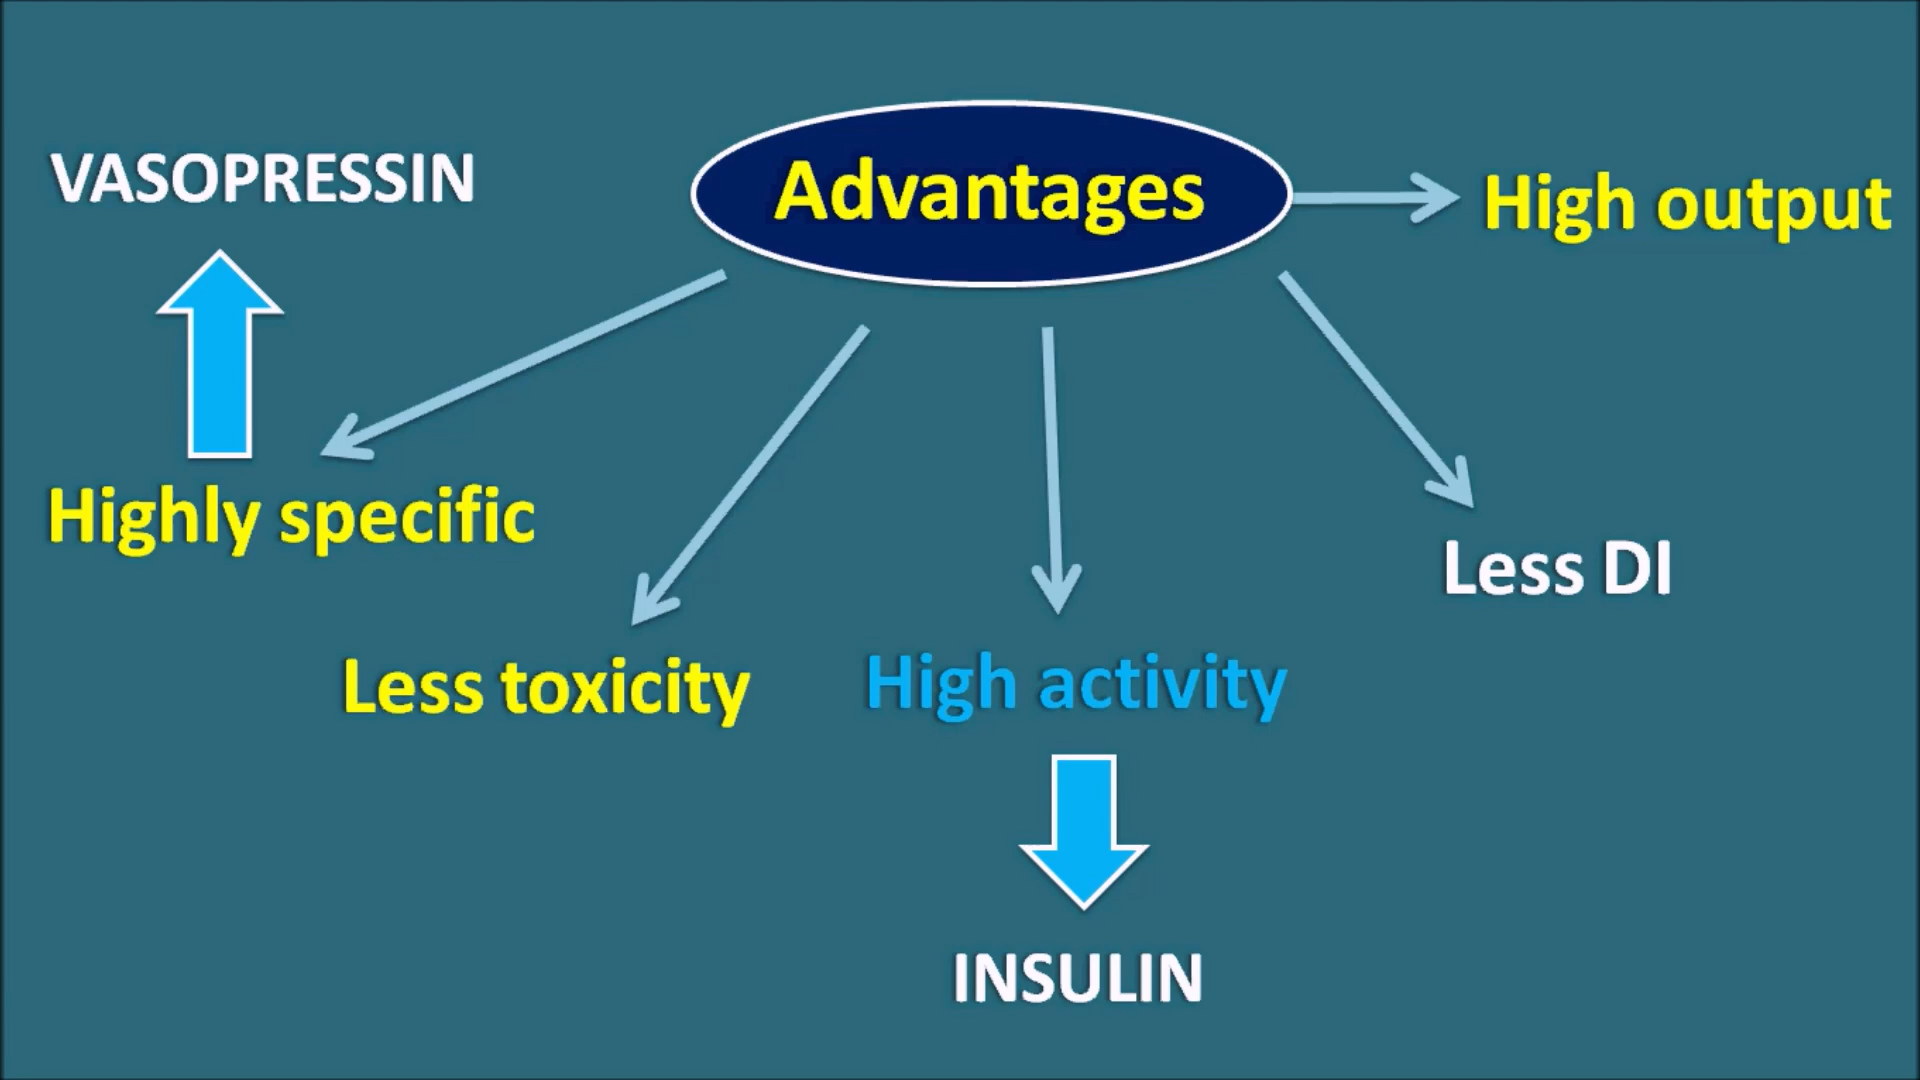 VASOPRESSIN
Advantages
High output
Highly specific
Less DI
Less toxicity
High activity
INSULIN